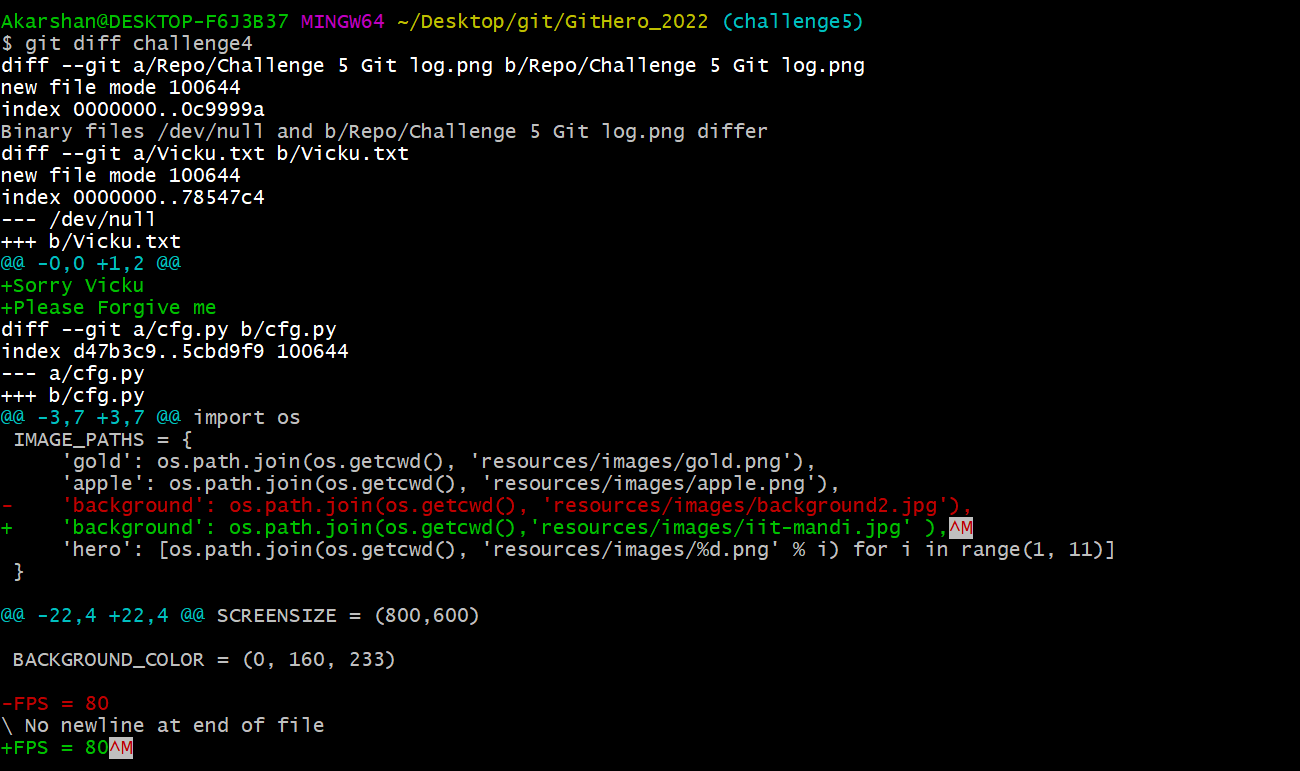 Akarshan@DESKTOP-F6J3B37 MINGW64 ~/Desktop/git/GitHero_2022 (challenge5)
$ git diff challenge4
diff --git a/Repo/Challenge 5 Git log.png b/Repo/Challenge 5 Git log.png
new file mode 100644
index 0000000..0c9999a
Binary files /dev/null and b/Repo/Challenge 5 Git log.png differ
diff --git a/Vicku.txt b/Vicku.txt
new file mode 100644
index 0000000..78547c4
--- /dev/null
+++ b/Vicku.txt
@@ -0,0 +1,2 @@
+Sorry Vicku
+Please Forgive me
diff --git a/cfg.py b/cfg.py
index d47b3c9..5cbd9f9 100644
--- a/cfg.py
+++ b/cfg.py
@@ -3,7 +3,7 @@ import os
 IMAGE_PATHS = {
     'gold': os.path.join(os.getcwd(), 'resources/images/gold.png'),
     'apple': os.path.join(os.getcwd(), 'resources/images/apple.png'),
-    'background': os.path.join(os.getcwd(), 'resources/images/background2.jpg'),
+    'background': os.path.join(os.getcwd(),'resources/images/iit-mandi.jpg' ),^M
     'hero': [os.path.join(os.getcwd(), 'resources/images/%d.png' % i) for i in range(1, 11)]
 }
@@ -22,4 +22,4 @@ SCREENSIZE = (800,600)
 BACKGROUND_COLOR = (0, 160, 233)
-FPS = 80
\ No newline at end of file
+FPS = 80^M